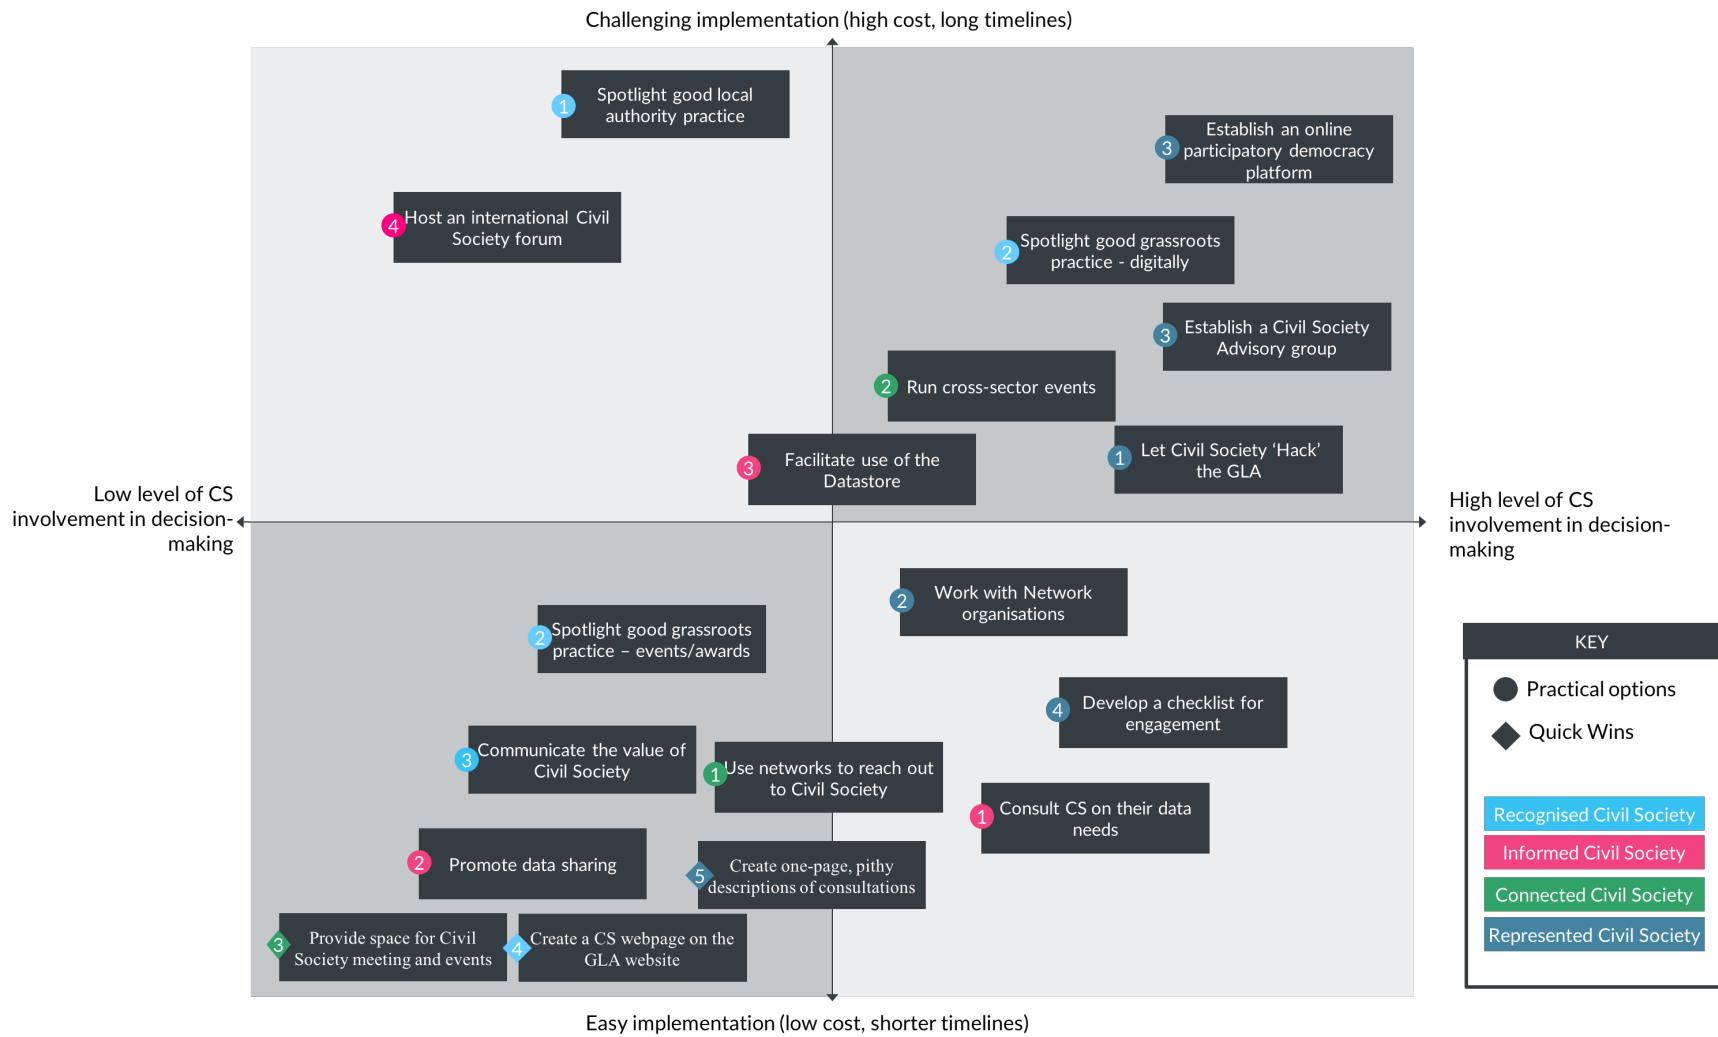 Challenging implementation (high cost, long timelines)
1
Spotlight good local
authority practice
3
Establish an online
participatory democracy
platform
4
Host an international Civil
Society forum
2
Spotlight good grassroots
practice - digitally
3
Establish a Civil Society
Advisory group
2
Run cross-sector events
3
Facilitate use of the
Datastore
1
Let Civil Society ‘Hack’
the GLA
Low level of CS
involvement in decision-
making
High level of CS
involvement in decision-
making
2
Work with Network
organisations
2
Spotlight good grassroots
practice – events/awards
4
Develop a checklist for
engagement
3
Communicate the value of
Civil Society
1
Use networks to reach out
to Civil Society
1
Consult CS on their data
needs
2
Promote data sharing
5
Create one-page, pithy
descriptions of consultations
3
Provide space for Civil
Society meeting and events
4
Create a CS webpage on the
GLA website
Easy implementation (low cost, shorter timelines)
KEY
Practical options
Quick Wins
Recognised Civil Society
Informed Civil Society
Connected Civil Society
Represented Civil Society